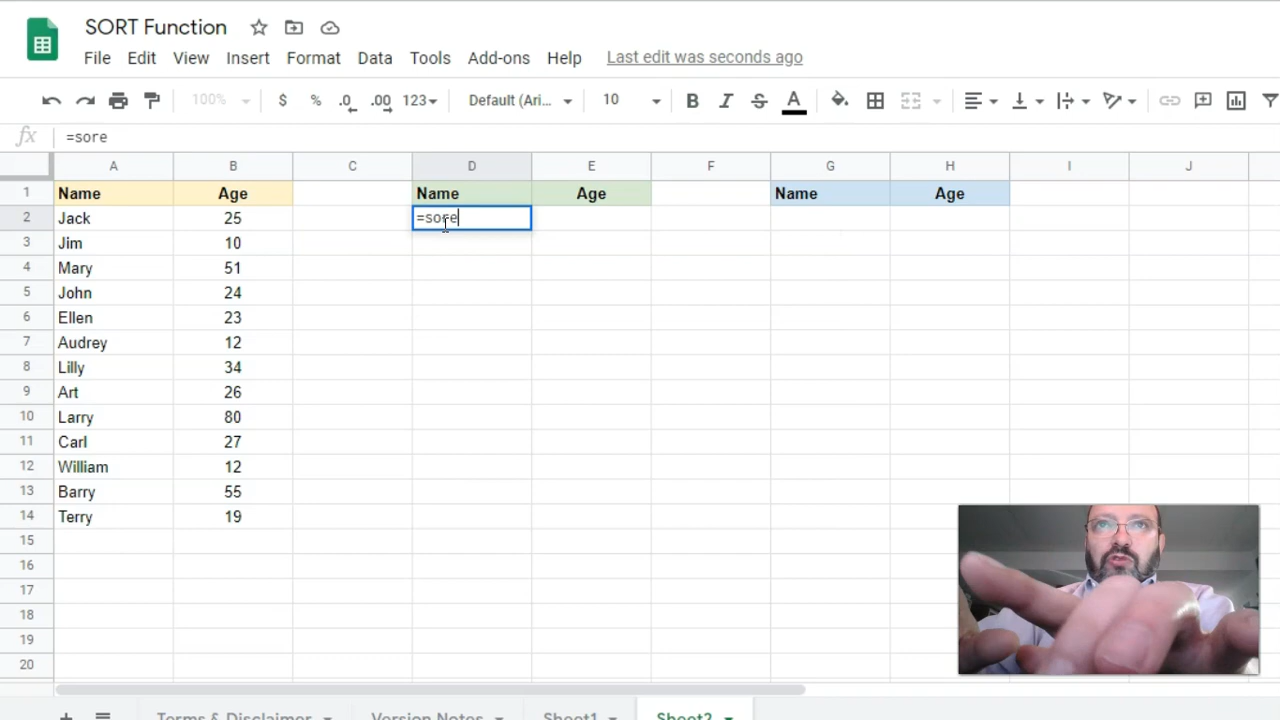 SORT Function
File Edit View Insert Format Data Tools Add-ons Help Last edit was seconds ago
100% $ % .0 .00 123 Default (Ari... 10 B I S A
fx =sore
A B C D E F G H I J
1 Name Age Name Age Name Age
2 Jack 25 =sore
3 Jim 10
4 Mary 51
5 John 24
6 Ellen 23
7 Audrey 12
8 Lilly 34
9 Art 26
10 Larry 80
11 Carl 27
12 William 12
13 Barry 55
14 Terry 19
15
16
17
18
19
20
Terms & Disclaimer Version Notes Sheet1 Sheet2